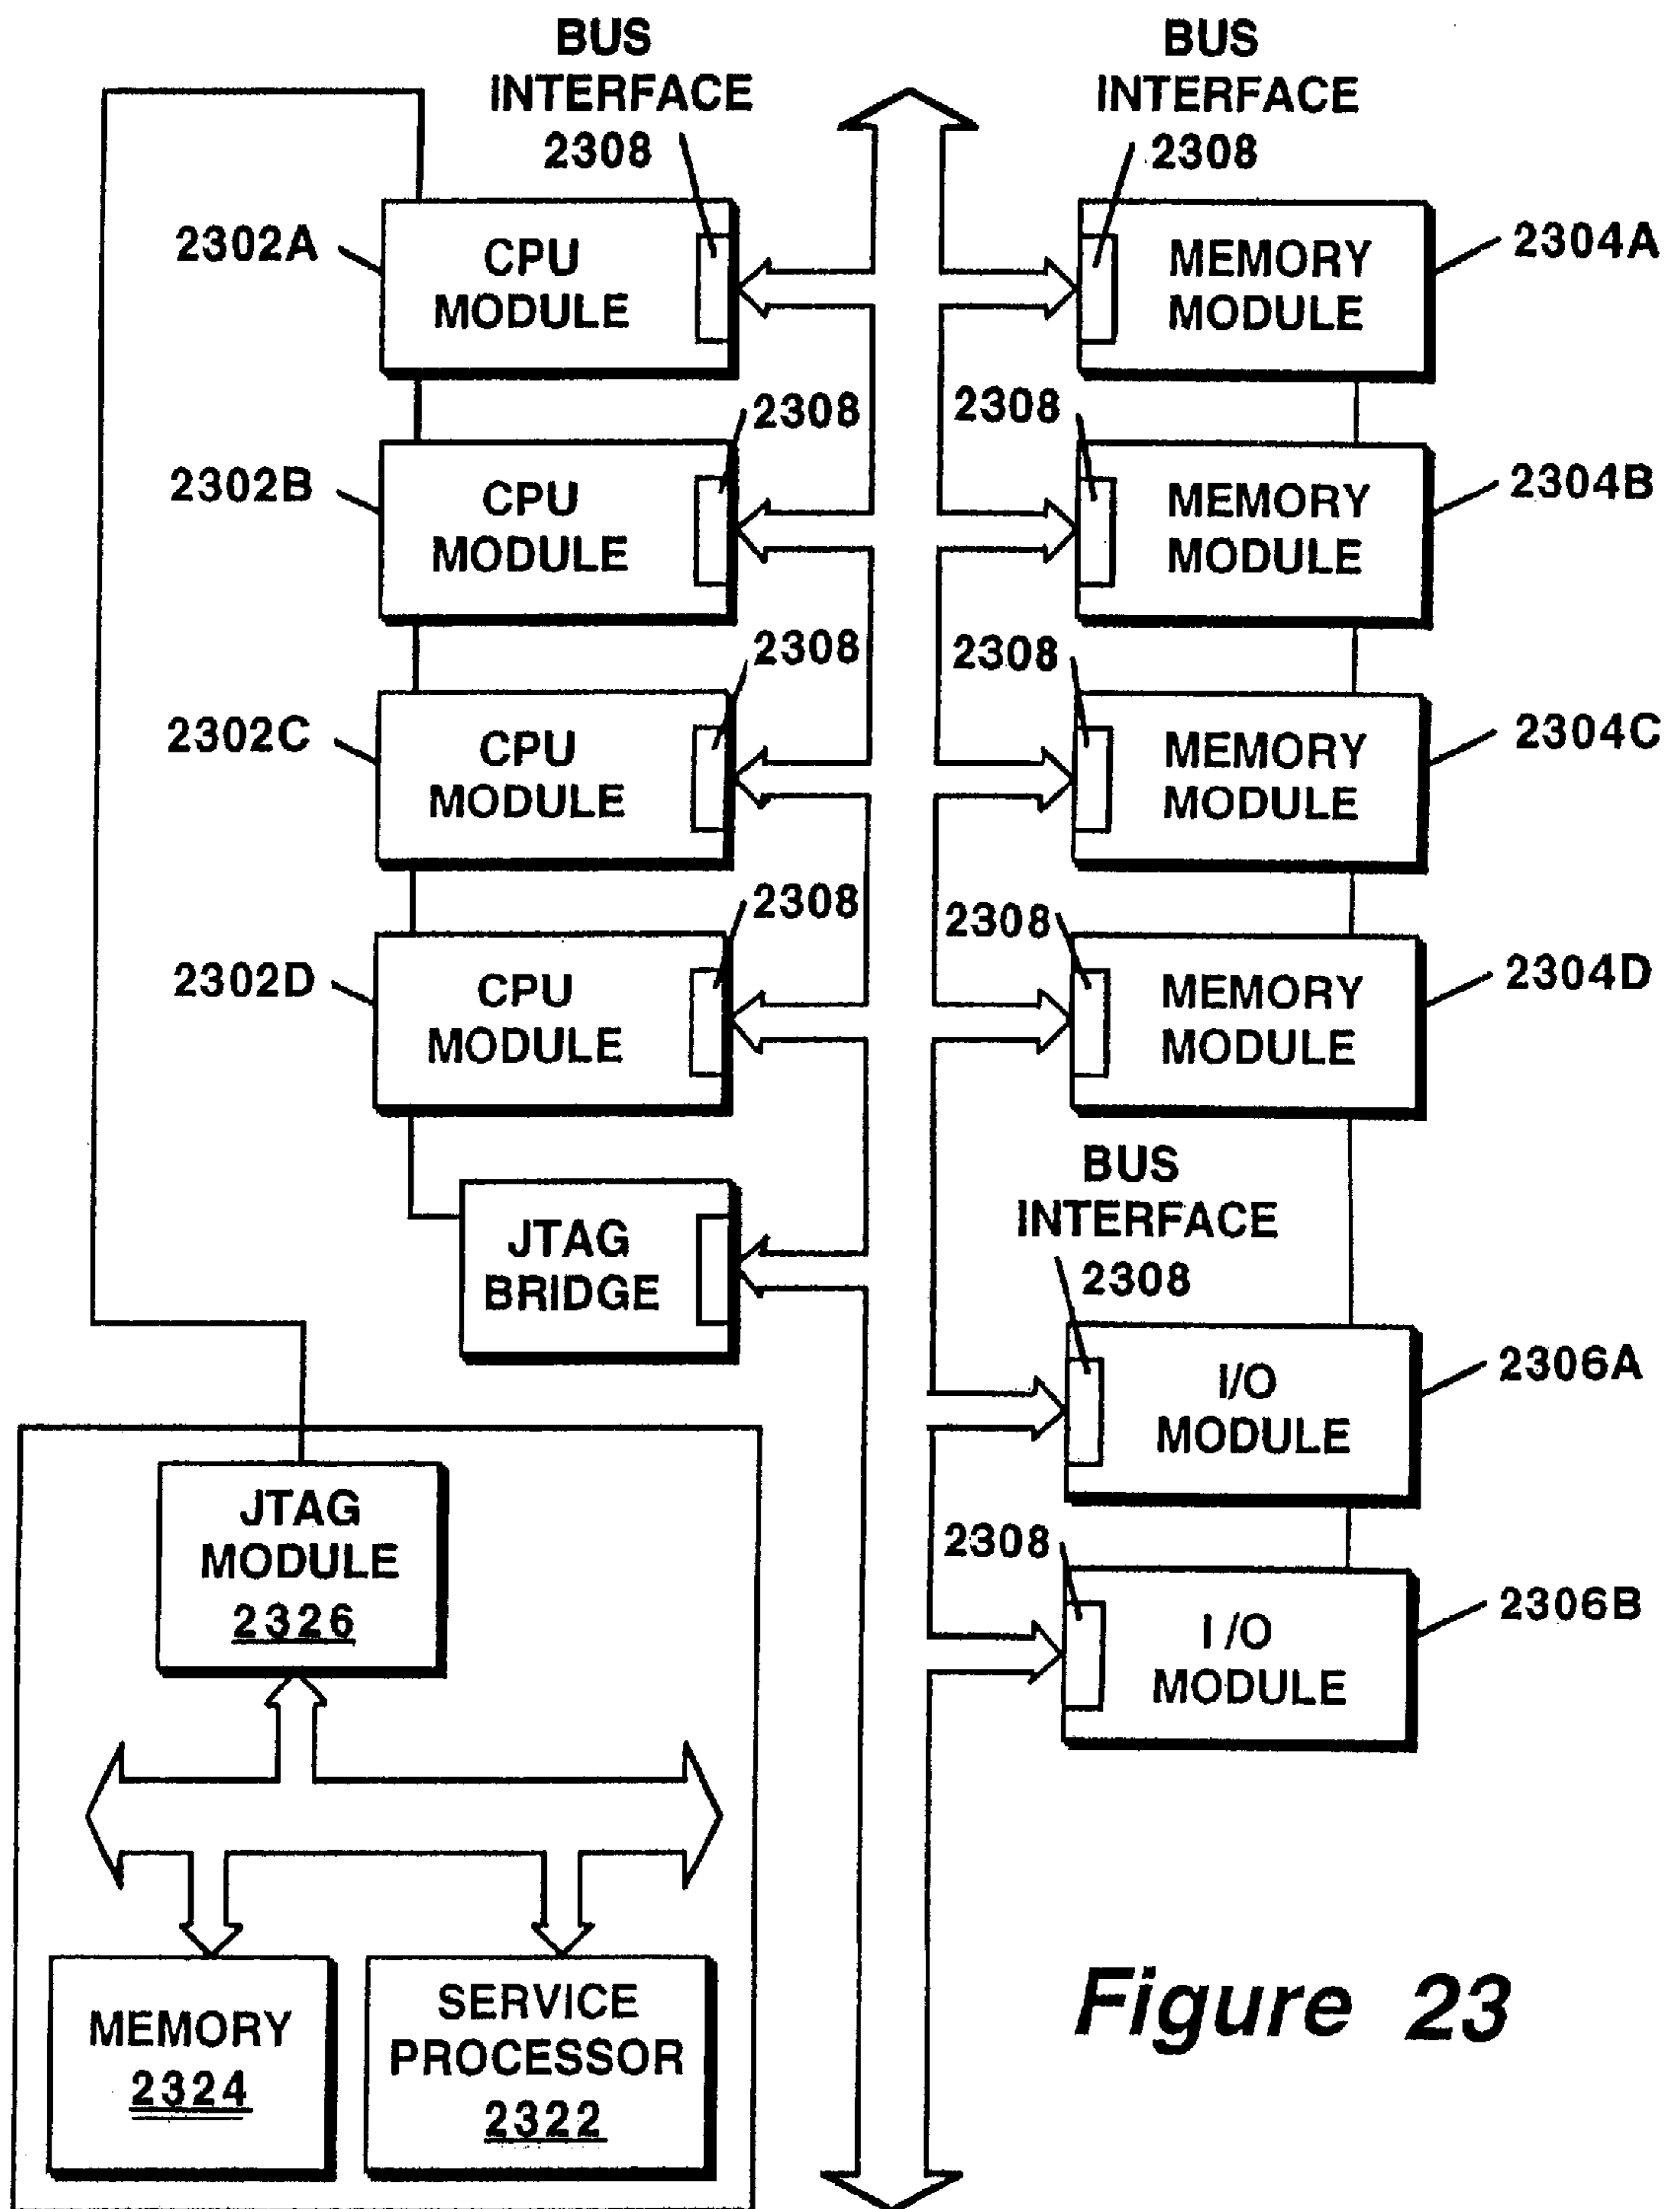 BUS
INTERFACE
2308
BUS
INTERFACE
2308
2302A
CPU
MODULE
MEMORY
MODULE
2304A
2308
2308
2302B
CPU
MODULE
MEMORY
MODULE
2304B
2308
2308
2302C
CPU
MODULE
MEMORY
MODULE
2304C
2308
2308
2302D
CPU
MODULE
MEMORY
MODULE
2304D
BUS
INTERFACE
2308
JTAG
BRIDGE
I/O
MODULE
2306A
JTAG
MODULE
2326
2308
I /O
MODULE
2306B
MEMORY
2324
SERVICE
PROCESSOR
2322
Figure 23